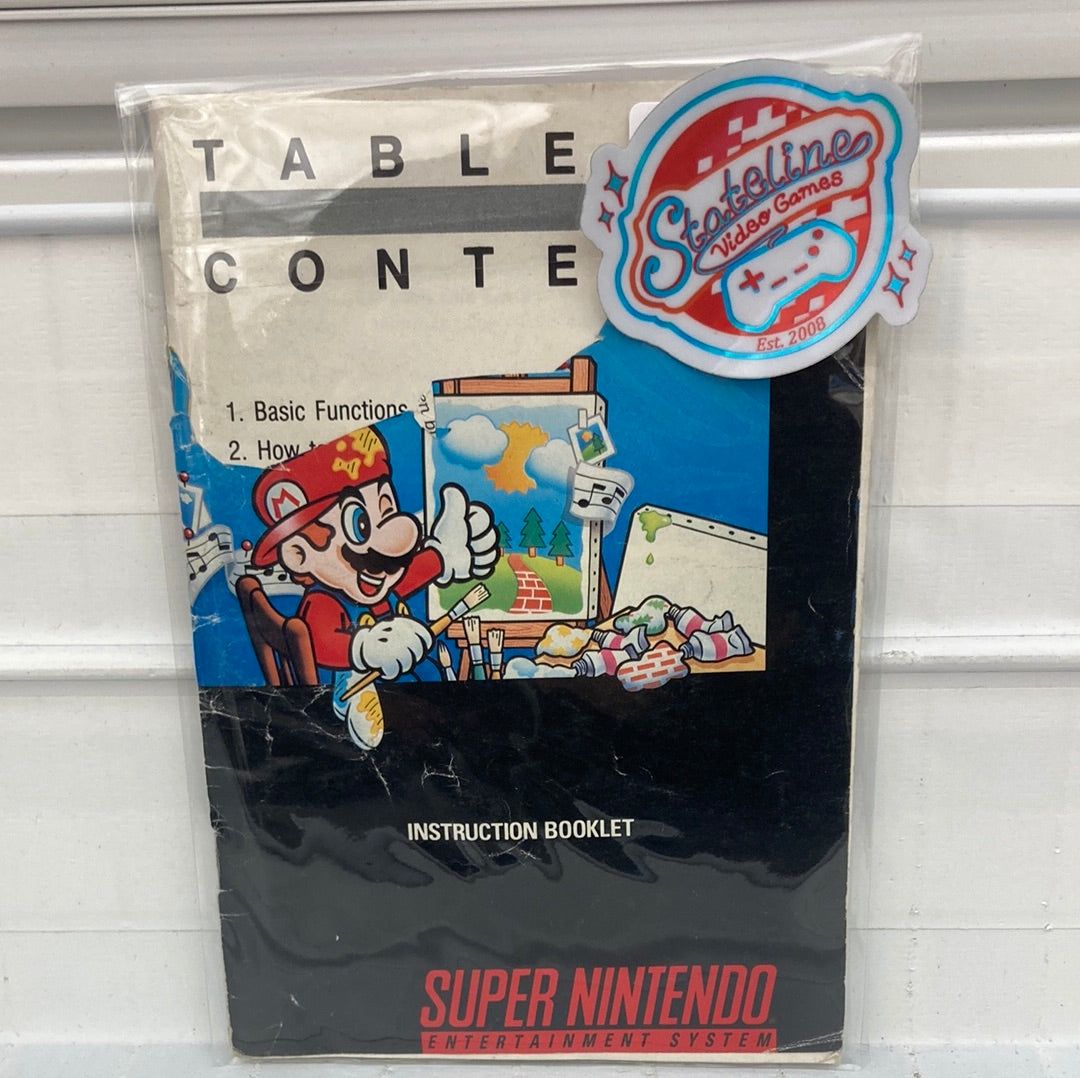 TABLE
CONTE
1. Basic Functions
2. How
M
Stateline
Video Games
Est. 2008
INSTRUCTION BOOKLET
SUPER NINTENDO
ENTERTAINMENT SYSTEM